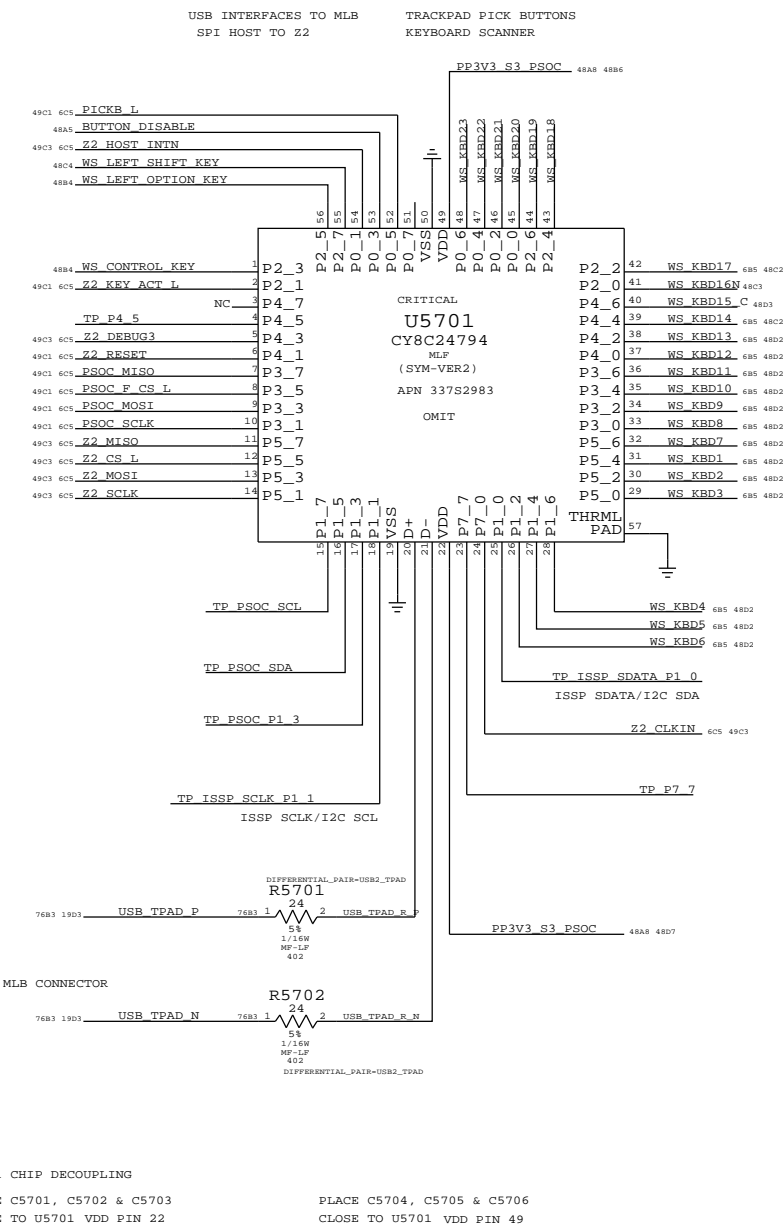 USB INTERFACES TO MLB
SPI HOST TO Z2
TRACKPAD PICK BUTTONS
KEYBOARD SCANNER
PP3V3_S3_PSOC 48A8 48B6
49C1 6C5 PICKB_L
48A5 BUTTON_DISABLE
49C3 6C5 Z2_HOST_INTN
48C4 WS_LEFT_SHIFT_KEY
48B4 WS_LEFT_OPTION_KEY
WS_KBD23
WS_KBD22
WS_KBD21
WS_KBD20
WS_KBD19
WS_KBD18
56 55 54 53 52 51 50 49 48 47 46 45 44 43
P2_5 P2_7 P0_1 P0_3 P0_5 P0_7 VSS VDD P0_6 P0_4 P0_2 P0_0 P2_6 P2_4
48B4 WS_CONTROL_KEY 1 P2_3
49C1 6C5 Z2_KEY_ACT_L 2 P2_1
NC 3 P4_7
TP_P4_5 4 P4_5
49C3 6C5 Z2_DEBUG3 5 P4_3
49C1 6C5 Z2_RESET 6 P4_1
49C1 6C5 PSOC_MISO 7 P3_7
49C1 6C5 PSOC_F_CS_L 8 P3_5
49C1 6C5 PSOC_MOSI 9 P3_3
49C1 6C5 PSOC_SCLK 10 P3_1
49C3 6C5 Z2_MISO 11 P5_7
49C3 6C5 Z2_CS_L 12 P5_5
49C3 6C5 Z2_MOSI 13 P5_3
49C3 6C5 Z2_SCLK 14 P5_1
CRITICAL
U5701
CY8C24794
MLF
(SYM-VER2)
APN 337S2983
OMIT
P2_2 42 WS_KBD17 6B5 48C2
P2_0 41 WS_KBD16N 48C3
P4_6 40 WS_KBD15_C 48D3
P4_4 39 WS_KBD14 6B5 48C2
P4_2 38 WS_KBD13 6B5 48D2
P4_0 37 WS_KBD12 6B5 48D2
P3_6 36 WS_KBD11 6B5 48D2
P3_4 35 WS_KBD10 6B5 48D2
P3_2 34 WS_KBD9 6B5 48D2
P3_0 33 WS_KBD8 6B5 48D2
P5_6 32 WS_KBD7 6B5 48D2
P5_4 31 WS_KBD1 6B5 48D2
P5_2 30 WS_KBD2 6B5 48D2
P5_0 29 WS_KBD3 6B5 48D2
THRML
PAD 57
P1_7 P1_5 P1_3 P1_1 VSS D+ D- VDD P7_7 P7_0 P1_0 P1_2 P1_4 P1_6
15 16 17 18 19 20 21 22 23 24 25 26 27 28
TP_PSOC_SCL
WS_KBD4 6B5 48D2
WS_KBD5 6B5 48D2
WS_KBD6 6B5 48D2
TP_PSOC_SDA
TP_ISSP_SDATA_P1_0
ISSP SDATA/I2C SDA
TP_PSOC_P1_3
Z2_CLKIN 6C5 49C3
TP_ISSP_SCLK_P1_1
ISSP SCLK/I2C SCL
TP_P7_7
DIFFERENTIAL_PAIR=USB2_TPAD
R5701
24
76B3 19D3 USB_TPAD_P 76B3 1 2 USB_TPAD_R_P
5%
1/16W
MF-LF
402
PP3V3_S3_PSOC 48A8 48D7
MLB CONNECTOR
R5702
24
76B3 19D3 USB_TPAD_N 76B3 1 2 USB_TPAD_R_N
5%
1/16W
MF-LF
402
DIFFERENTIAL_PAIR=USB2_TPAD
CHIP DECOUPLING
C5701, C5702 & C5703
TO U5701 VDD PIN 22
PLACE C5704, C5705 & C5706
CLOSE TO U5701 VDD PIN 49